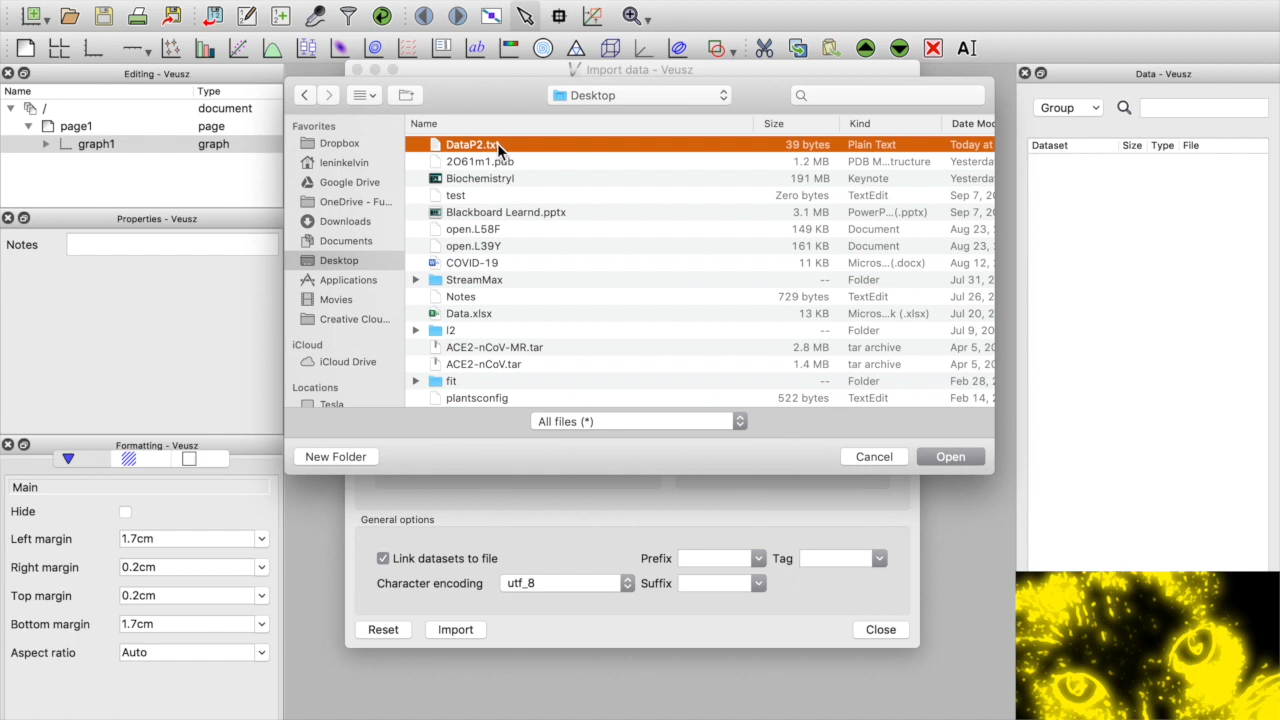 ab
AI
Editing - Veusz
Name Type
/ document
page1 page
graph1 graph
Properties - Veusz
Notes
Formatting - Veusz
Main
Hide
Left margin 1.7cm
Right margin 0.2cm
Top margin 0.2cm
Bottom margin 1.7cm
Aspect ratio Auto
Import data - Veusz
Desktop
Favorites
Dropbox
leninkelvin
Google Drive
OneDrive - Fu...
Downloads
Documents
Desktop
Applications
Movies
Creative Clou...
iCloud
iCloud Drive
Locations
Tesla
Name Size Kind Date Mod
DataP2.txt 39 bytes Plain Text Today at
2O61m1.pdb 1.2 MB PDB M...tructure Yesterda
Biochemistryl 191 MB Keynote Yesterda
test Zero bytes TextEdit Sep 7, 20
Blackboard Learnd.pptx 3.1 MB PowerP...(.pptx) Sep 7, 20
open.L58F 149 KB Document Aug 23,
open.L39Y 161 KB Document Aug 23,
COVID-19 11 KB Micros...(.docx) Aug 12,
StreamMax -- Folder Jul 31, 2
Notes 729 bytes TextEdit Jul 26, 2
Data.xlsx 13 KB Micros...k (.xlsx) Jul 20, 2
I2 -- Folder Jul 9, 20
ACE2-nCoV-MR.tar 2.8 MB tar archive Apr 5, 20
ACE2-nCoV.tar 1.4 MB tar archive Apr 5, 20
fit -- Folder Feb 28,
plantsconfig 522 bytes TextEdit Feb 14,
All files (*)
New Folder Cancel Open
General options
Link datasets to file Prefix Tag
Character encoding utf_8 Suffix
Reset Import Close
Data - Veusz
Group
Dataset Size Type File